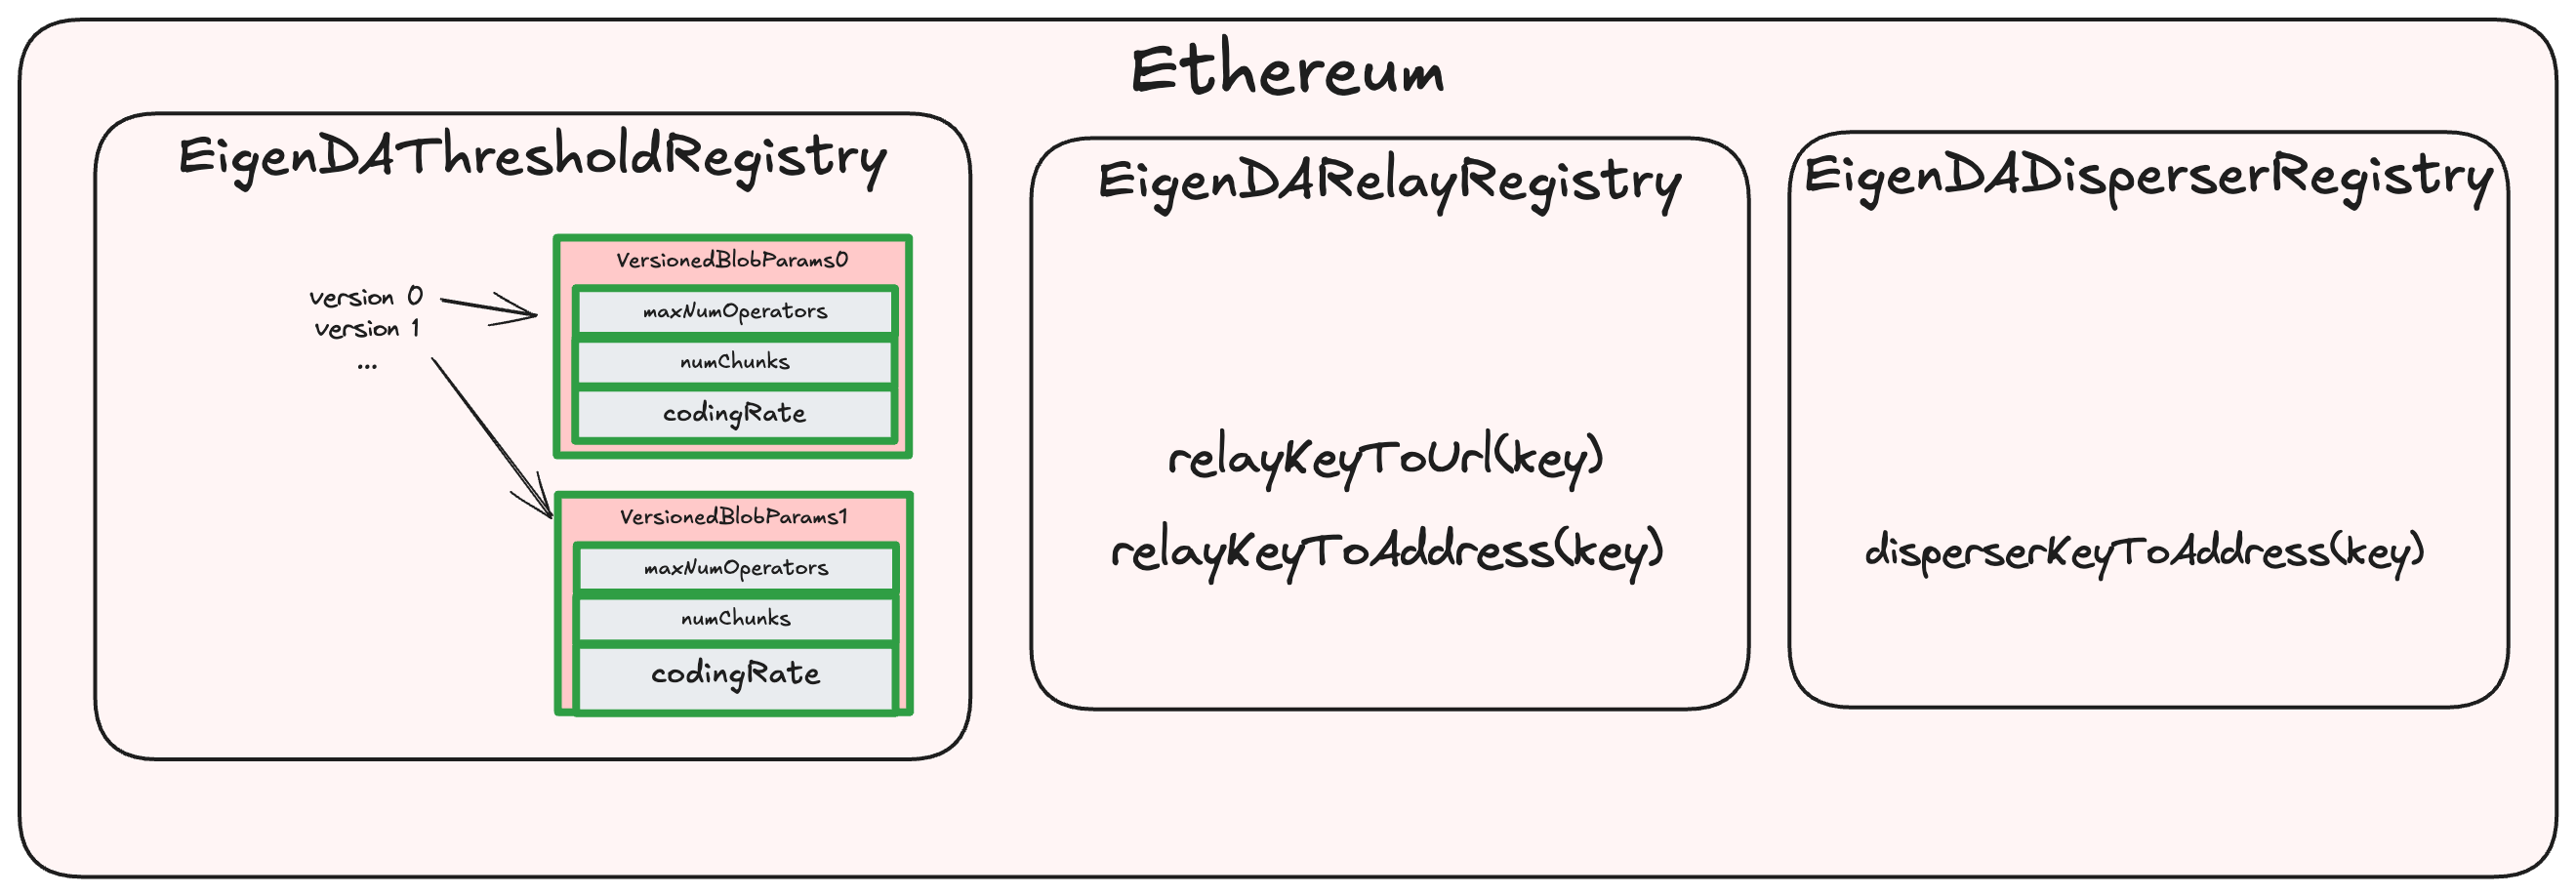 Ethereum
EigenDAThresholdRegistry
version 0
version 1
...
VersionedBlobParams0
maxNumOperators
numChunks
codingRate
VersionedBlobParams1
maxNumOperators
numChunks
codingRate
EigenDARelayRegistry
relayKeyToUrl(key)
relayKeyToAddress(key)
EigenDADisperserRegistry
disperserKeyToAddress(key)